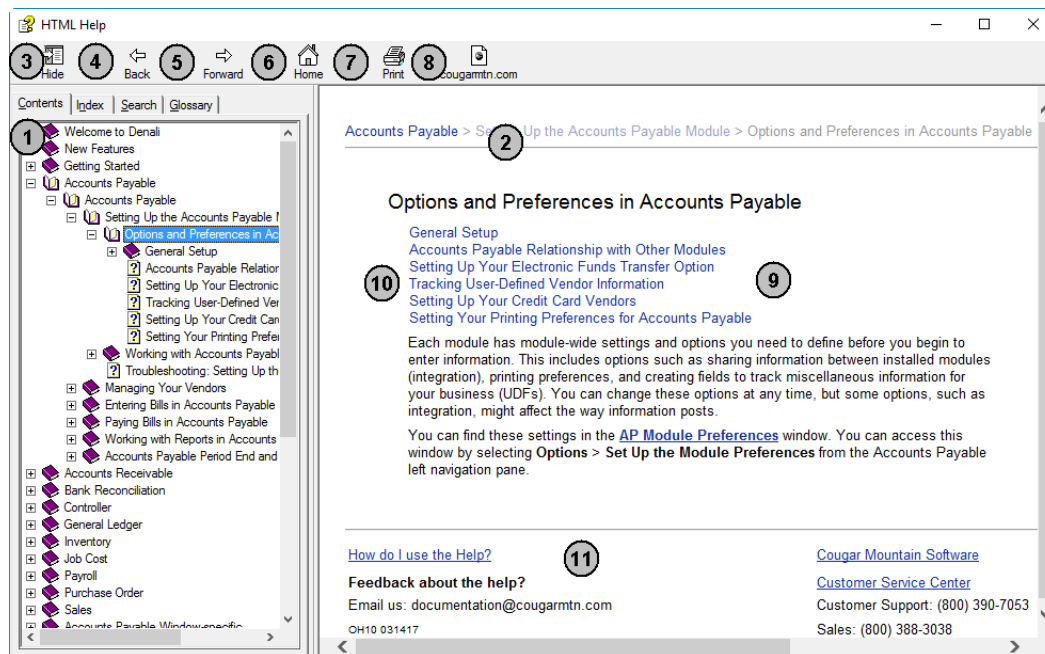 HTML Help
3 Hide 4 Back 5 Forward 6 Home 7 Print 8 cougarmtn.com
Contents Index Search Glossary
1
Welcome to Denali
New Features
Getting Started
Accounts Payable
Accounts Payable
Setting Up the Accounts Payable M
Options and Preferences in Ac
General Setup
Accounts Payable Relation
Setting Up Your Electronic
Tracking User-Defined Ver
Setting Up Your Credit Car
Setting Your Printing Prefer
Working with Accounts Payabl
Troubleshooting: Setting Up th
Managing Your Vendors
Entering Bills in Accounts Payable
Paying Bills in Accounts Payable
Working with Reports in Accounts
Accounts Payable Period End and
Accounts Receivable
Bank Reconciliation
Controller
General Ledger
Inventory
Job Cost
Payroll
Purchase Order
Sales
Accounts Payable Window-specific
Accounts Payable > Up the Accounts Payable Module > Options and Preferences in Accounts Payable
2
Options and Preferences in Accounts Payable
General Setup
Accounts Payable Relationship with Other Modules
Setting Up Your Electronic Funds Transfer Option
10 Tracking User-Defined Vendor Information 9
Setting Up Your Credit Card Vendors
Setting Your Printing Preferences for Accounts Payable
Each module has module-wide settings and options you need to define before you begin to
enter information. This includes options such as sharing information between installed modules
(integration), printing preferences, and creating fields to track miscellaneous information for
your business (UDFs). You can change these options at any time, but some options, such as
integration, might affect the way information posts.
You can find these settings in the AP Module Preferences window. You can access this
window by selecting Options > Set Up the Module Preferences from the Accounts Payable
left navigation pane.
How do I use the Help? 11 Cougar Mountain Software
Feedback about the help? Customer Service Center
Email us: documentation@cougarmtn.com Customer Support: (800) 390-7053
OH10 031417 Sales: (800) 388-3038